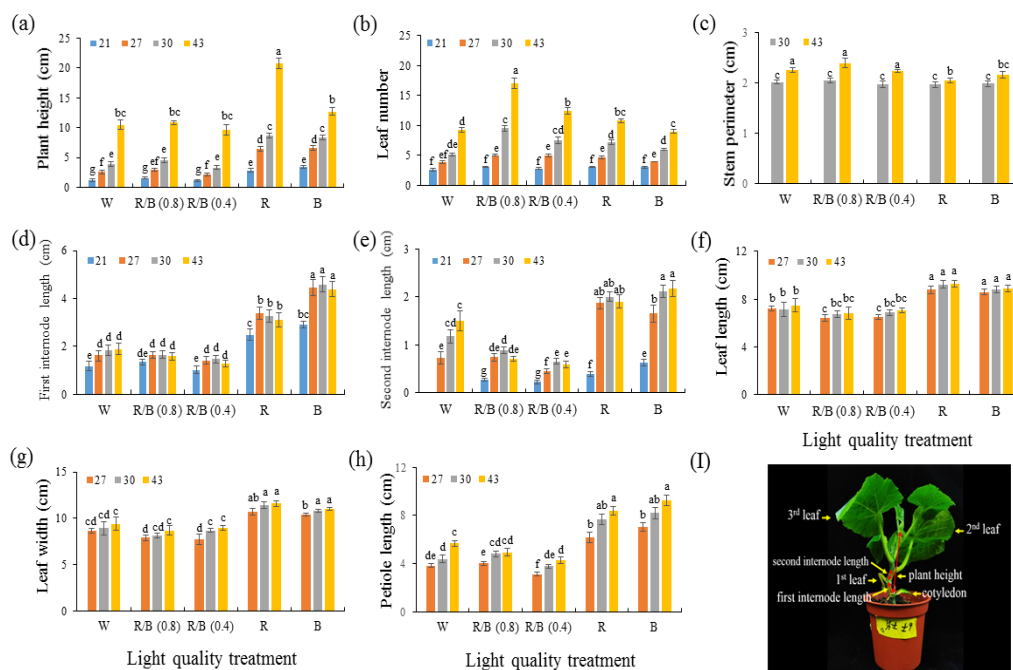 (a)
Plant height (cm)
25
20
15
10
5
0
21 27 30 43
g f e bc g ef e bc g f f c e d c a e d c b
W R/B (0.8) R/B (0.4) R B
(b)
Leaf number
25
20
15
10
5
0
21 27 30 43
f ef de d f e d a f e cd b f e d c f e e c
W R/B (0.8) R/B (0.4) R B
(c)
Stem perimeter (cm)
3
2
1
0
30 43
c a c a c a c b c bc
W R/B (0.8) R/B (0.4) R B
(d)
First internode length (cm)
6
4
2
0
21 27 30 43
e d d d de d d d e d d d c b b b bc a a a
W R/B (0.8) R/B (0.4) R B
(e)
Second internode length (cm)
3
2
1
0
21 27 30 43
e cd c g de d de g f e e f ab ab ab e b a a
W R/B (0.8) R/B (0.4) R B
(f)
Leaf length (cm)
12
8
4
0
27 30 43
b b b c bc bc c bc bc a a a a a a
W R/B (0.8) R/B (0.4) R B
Light quality treatment
(g)
Leaf width (cm)
15
10
5
0
27 30 43
cd cd c d cd c d c c ab a a b a a
W R/B (0.8) R/B (0.4) R B
Light quality treatment
(h)
Petiole length (cm)
12
8
4
0
27 30 43
de d c e cd cd f de d b ab a b ab a
W R/B (0.8) R/B (0.4) R B
Light quality treatment
(I)
3rd leaf
2nd leaf
second internode length
1st leaf
plant height
first internode length
cotyledon